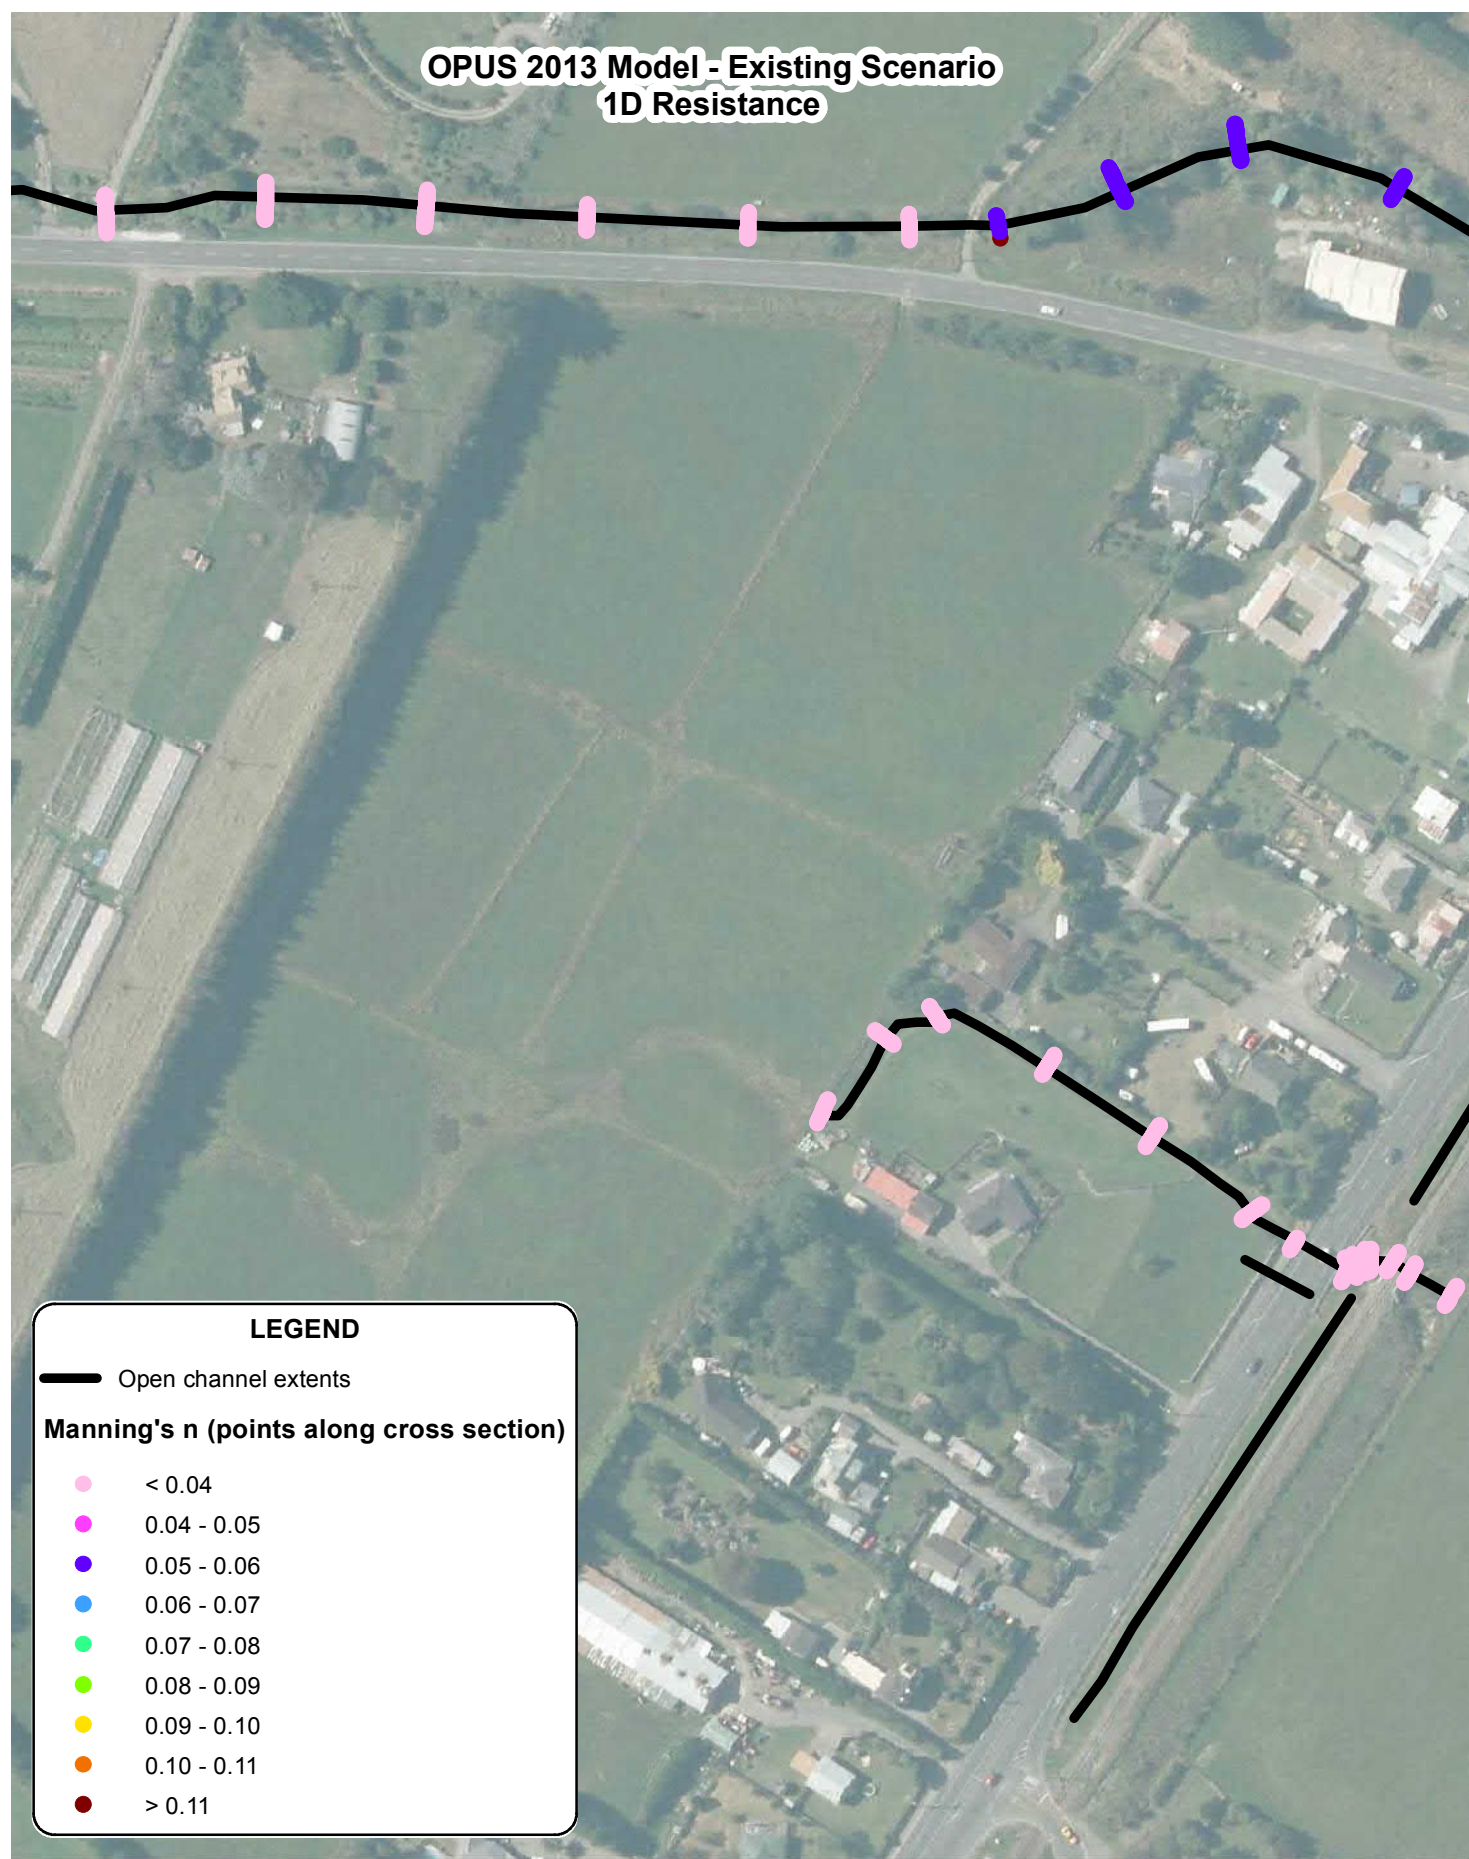 OPUS 2013 Model - Existing Scenario
1D Resistance
LEGEND
Open channel extents
Manning's n (points along cross section)
< 0.04
0.04 - 0.05
0.05 - 0.06
0.06 - 0.07
0.07 - 0.08
0.08 - 0.09
0.09 - 0.10
0.10 - 0.11
> 0.11